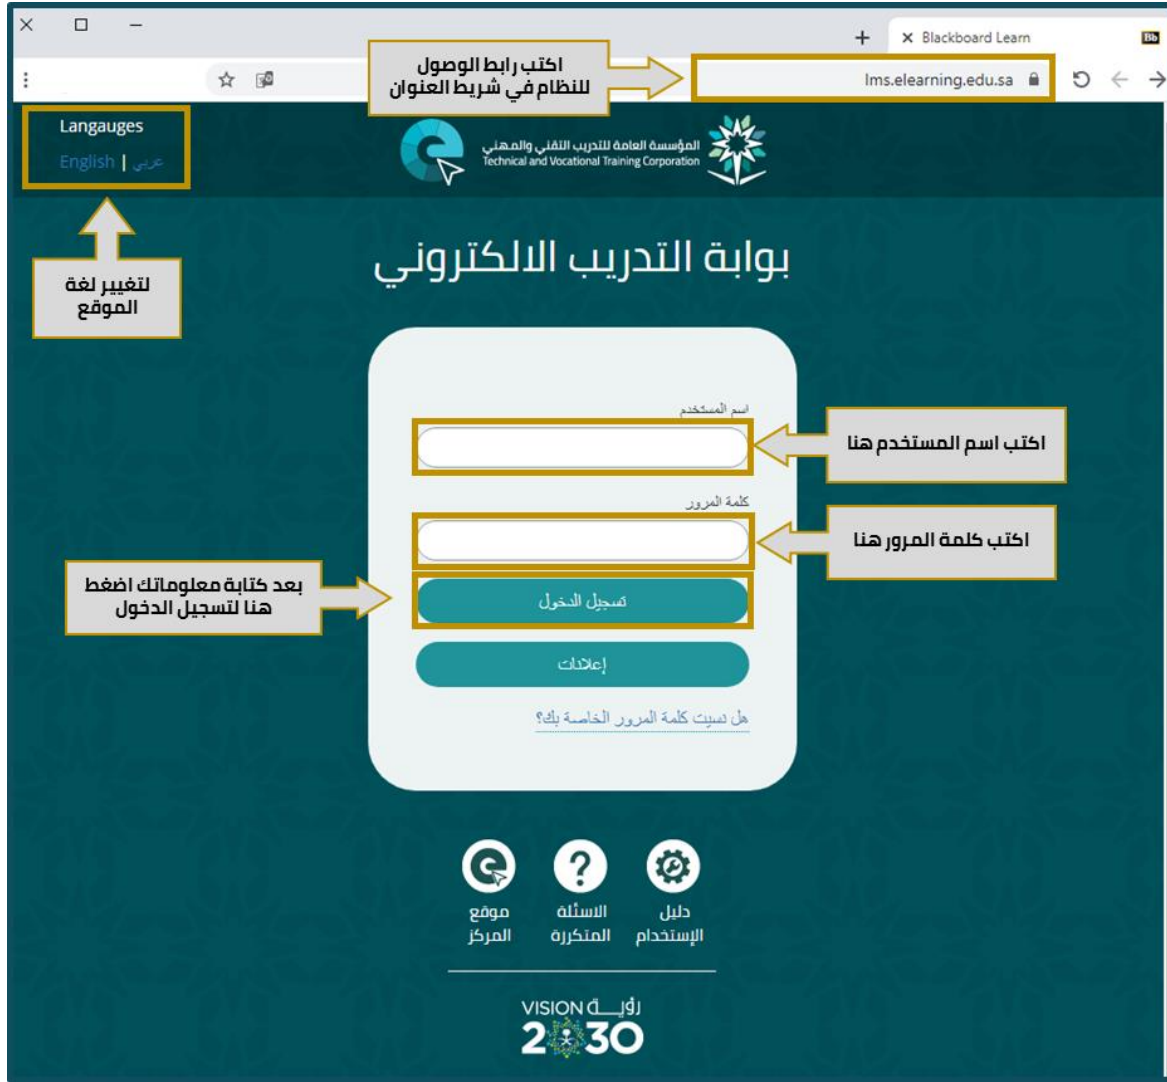 Blackboard Learn
lms.elearning.edu.sa
اكتب رابط الوصول
للنظام في شريط العنوان
Langauges
عربي | English
المؤسسة العامة للتدريب التقني والمهني
Technical and Vocational Training Corporation
لتغيير لغة
الموقع
بوابة التدريب الالكتروني
اسم المستخدم
اكتب اسم المستخدم هنا
كلمة المرور
اكتب كلمة المرور هنا
تسجيل الدخول
بعد كتابة معلوماتك اضغط
هنا لتسجيل الدخول
إعلانات
هل نسيت كلمة المرور الخاصة بك؟
دليل
الإستخدام
الاسئلة
المتكررة
موقع
المركز
VISION رؤيــة
2030